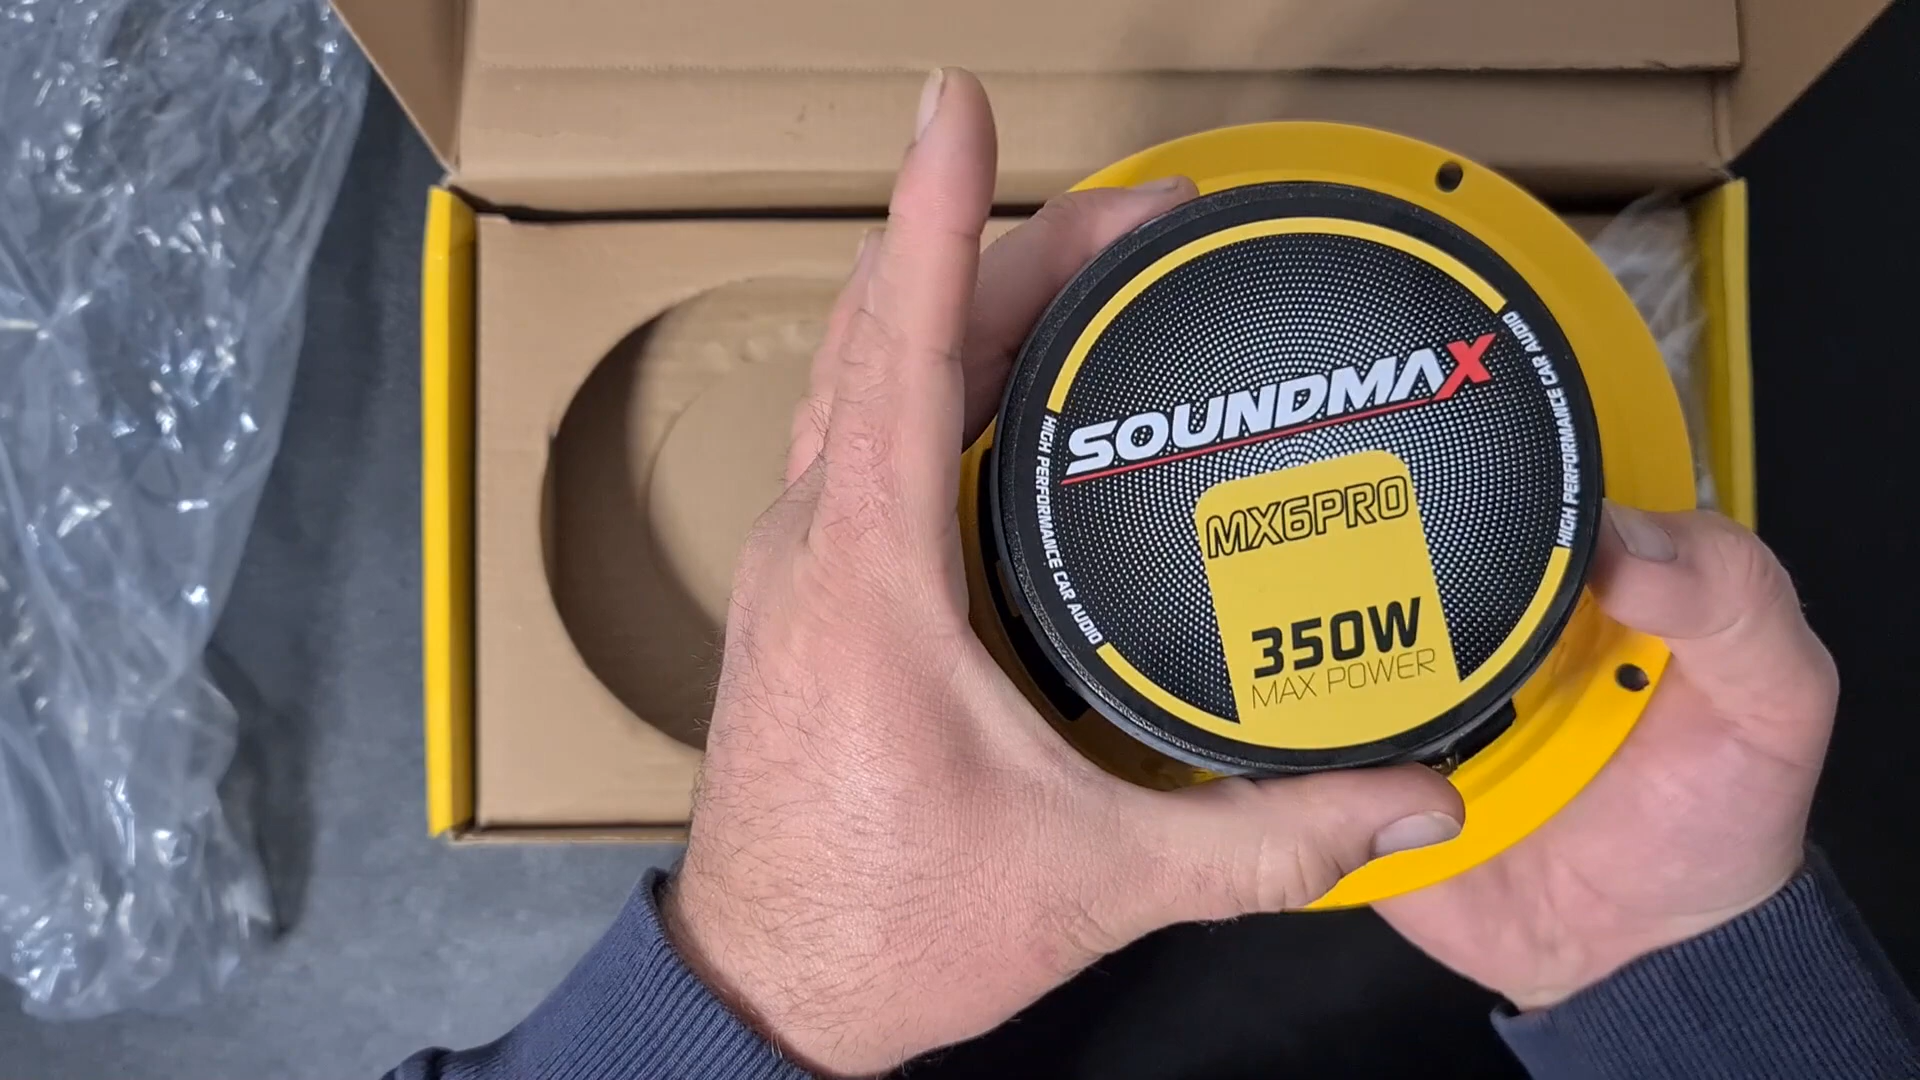 SOUNDMAX
MX6PRO
350W
MAX POWER
HIGH PERFORMANCE CAR AUDIO
HIGH PERFORMANCE CAR AUDIO